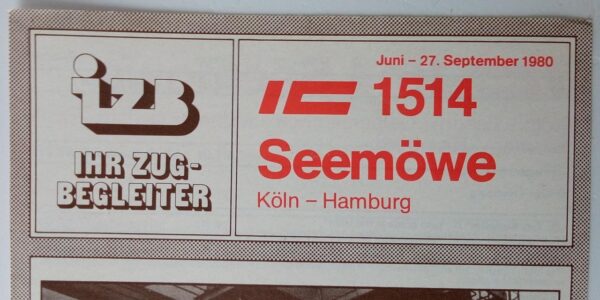 izB
IHR ZUG-
BEGLEITER
Juni – 27. September 1980
IC 1514
Seemöwe
Köln – Hamburg